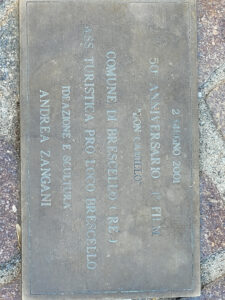 2 GIUGNO 2001
50° ANNIVERSARIO FILM
"DON CAMILLO"
COMUNE DI BRESCELLO (RE)
ASS. TURISTICA PRO LOCO BRESCELLO
IDEAZIONE E SCULTURA
ANDREA ZANGANI